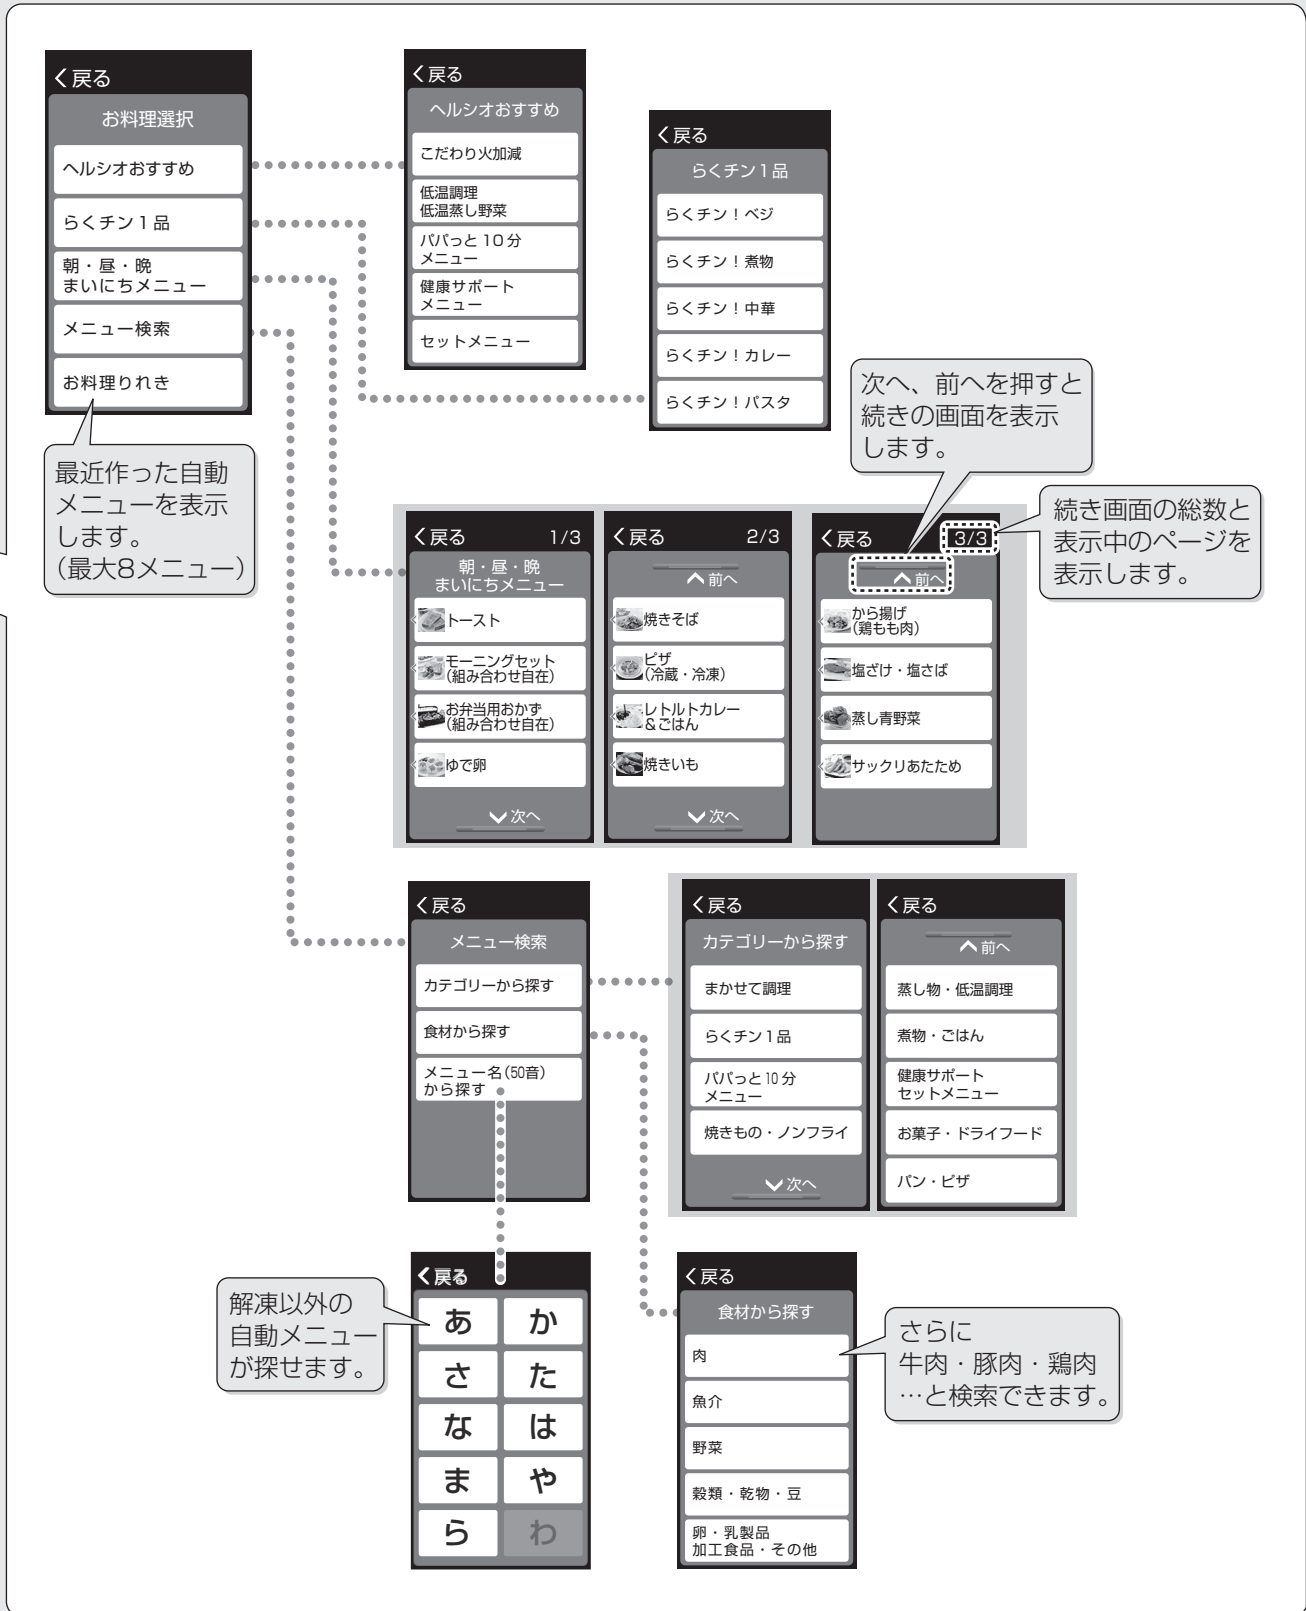 戻る
お料理選択
ヘルシオおすすめ
らくチン1品
朝・昼・晩
まいにちメニュー
メニュー検索
お料理りれき
最近作った自動
メニューを表示
します。
(最大8メニュー)
戻る
ヘルシオおすすめ
こだわり火加減
低温調理
低温蒸し野菜
パパっと10分
メニュー
健康サポート
メニュー
セットメニュー
戻る
らくチン1品
らくチン!ベジ
らくチン!煮物
らくチン!中華
らくチン!カレー
らくチン!パスタ
次へ、前へを押すと
続きの画面を表示
します。
続き画面の総数と
表示中のページを
表示します。
戻る 1/3
朝・昼・晩
まいにちメニュー
トースト
モーニングセット
(組み合わせ自在)
お弁当用おかず
(組み合わせ自在)
ゆで卵
次へ
戻る 2/3
前へ
焼きそば
ピザ
(冷蔵・冷凍)
レトルトカレー
&ごはん
焼きいも
次へ
戻る 3/3
前へ
から揚げ
(鶏もも肉)
塩ざけ・塩さば
蒸し青野菜
サックリあたため
戻る
メニュー検索
カテゴリーから探す
食材から探す
メニュー名(50音)
から探す
戻る
カテゴリーから探す
まかせて調理
らくチン1品
パパっと10分
メニュー
焼きもの・ノンフライ
次へ
戻る
前へ
蒸し物・低温調理
煮物・ごはん
健康サポート
セットメニュー
お菓子・ドライフード
パン・ピザ
解凍以外の
自動メニュー
が探せます。
戻る
あ か
さ た
な は
ま や
ら わ
戻る
食材から探す
肉
魚介
野菜
穀類・乾物・豆
卵・乳製品
加工食品・その他
さらに
牛肉・豚肉・鶏肉
…と検索できます。